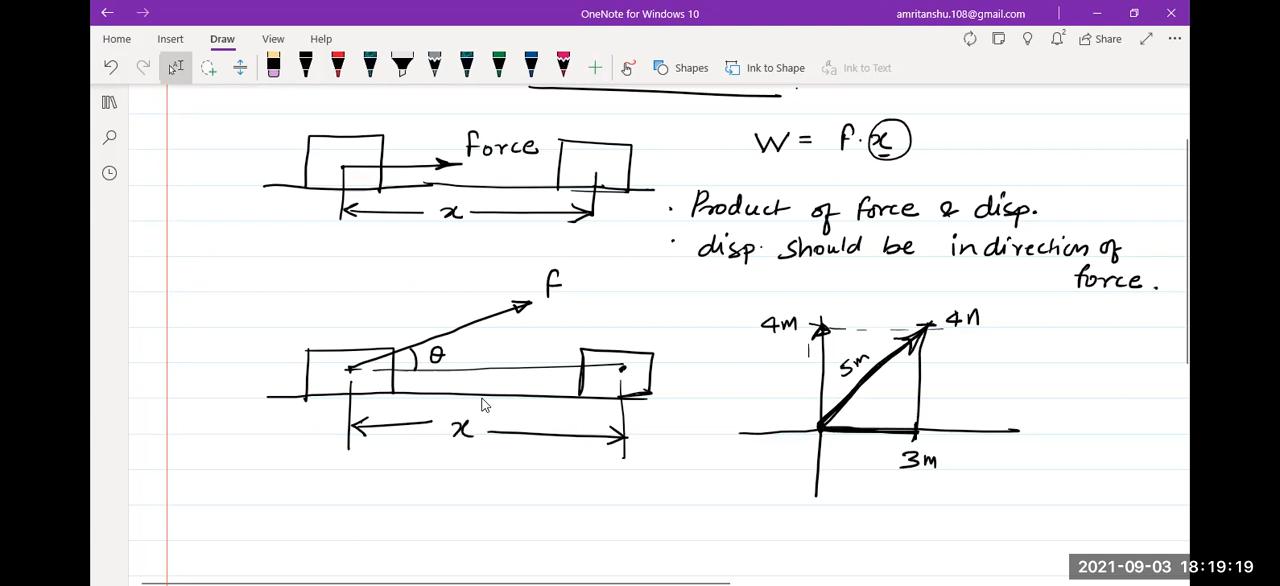 OneNote for Windows 10
amritanshu.108@gmail.com
Home Insert Draw View Help
Share
Shapes
Ink to Shape
Ink to Text
Force
x
W = f.x
. Product of force & disp.
. disp. should be in direction of
force.
f
θ
x
4m
4n
5m
3m
2021-09-03 18:19:19